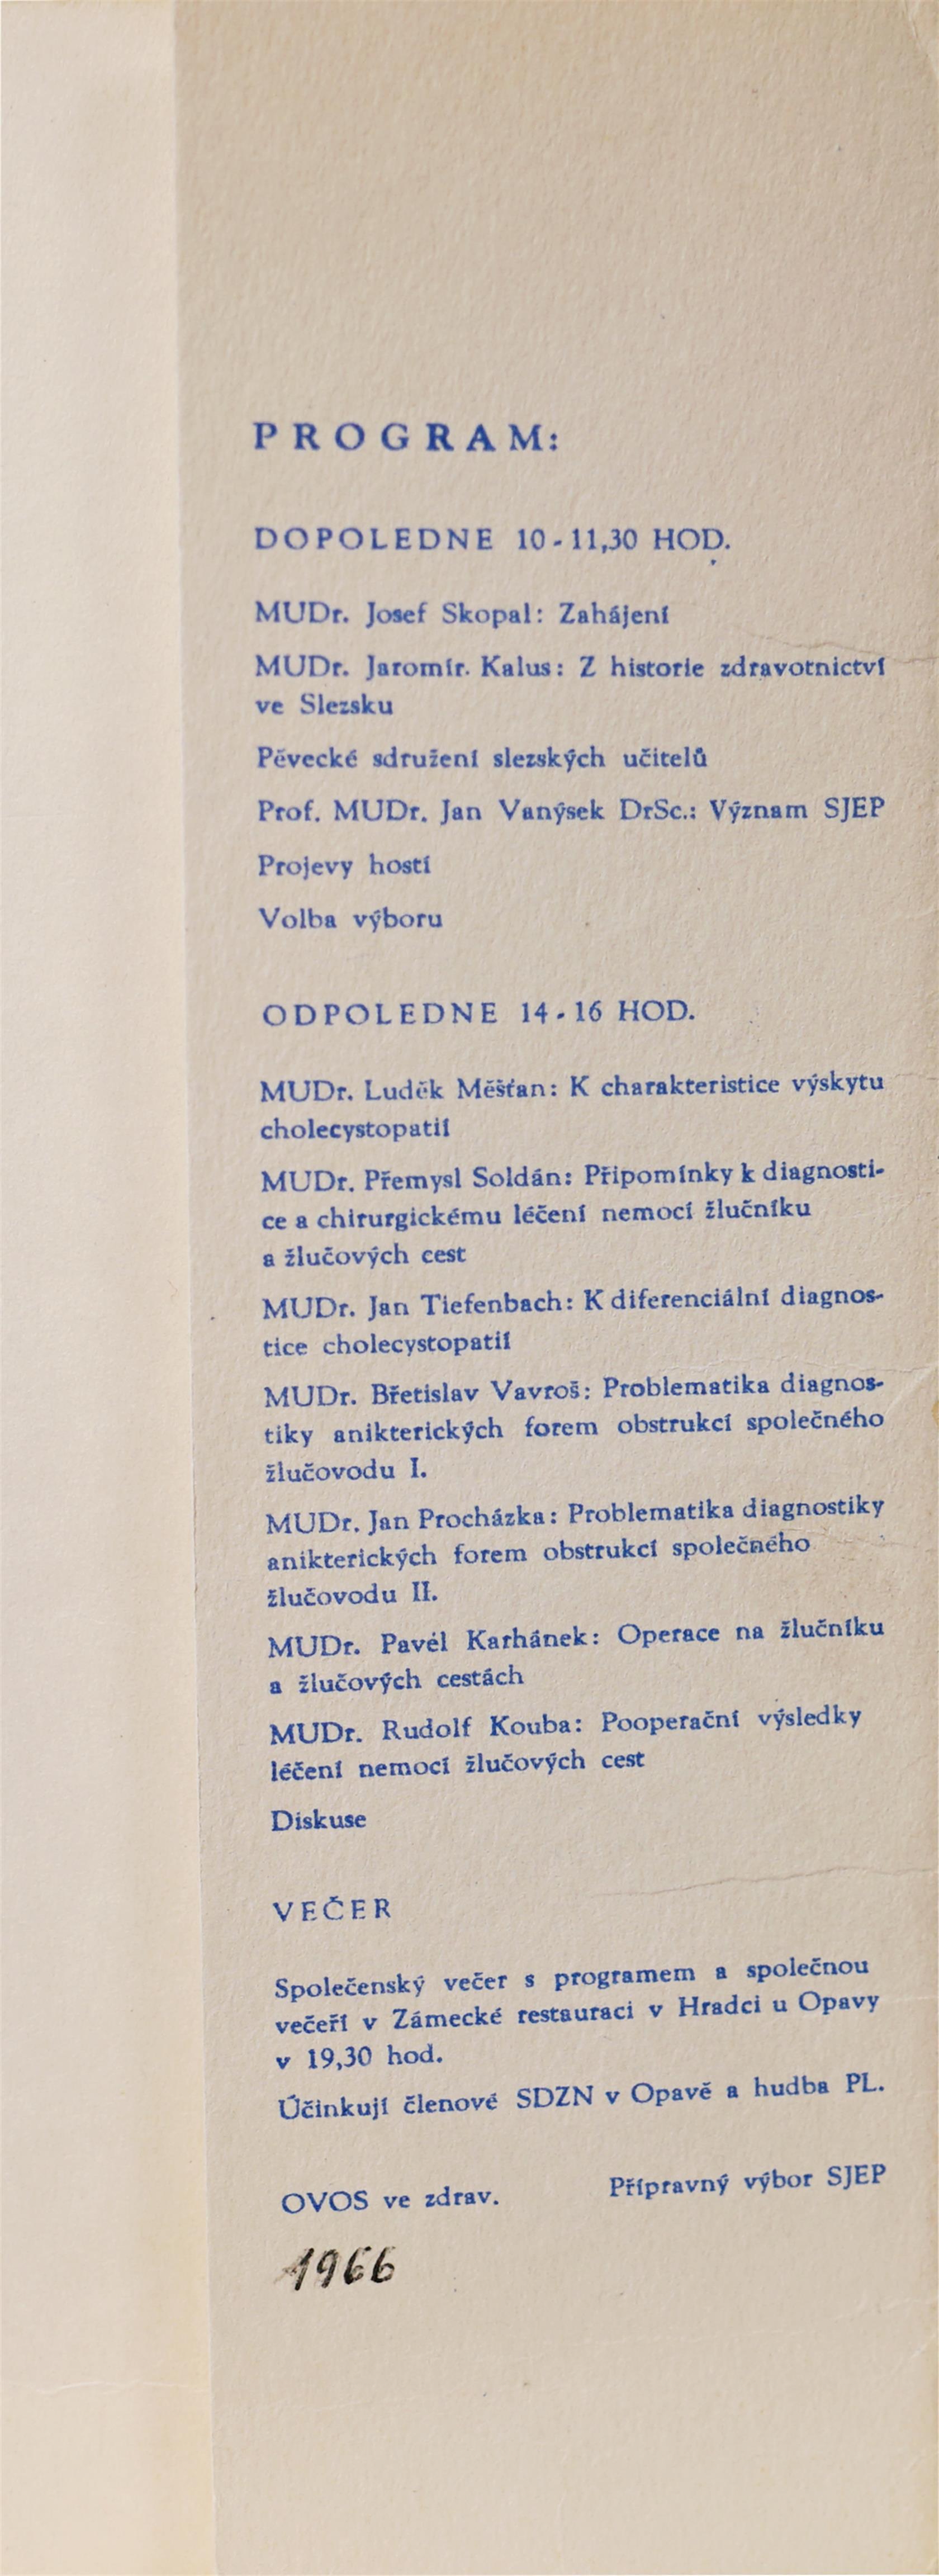 PROGRAM:
DOPOLEDNE 10-11,30 HOD.
MUDr. Josef Skopal: Zahájení
MUDr. Jaromír. Kalus: Z historie zdravotnictví
ve Slezsku
Pěvecké sdružení slezských učitelů
Prof. MUDr. Jan Vanýsek DrSc.: Význam SJEP
Projevy hostí
Volba výboru
ODPOLEDNE 14-16 HOD.
MUDr. Luděk Měšťan: K charakteristice výskytu
cholecystopatií
MUDr. Přemysl Soldán: Připomínky k diagnosti-
ce a chirurgickému léčení nemocí žlučníku
a žlučových cest
MUDr. Jan Tiefenbach: K diferenciální diagnos-
tice cholecystopatií
MUDr. Břetislav Vavroš: Problematika diagnos-
tiky anikterických forem obstrukcí společného
žlučovodu I.
MUDr. Jan Procházka: Problematika diagnostiky
anikterických forem obstrukcí společného
žlučovodu II.
MUDr. Pavél Karhánek: Operace na žlučníku
a žlučových cestách
MUDr. Rudolf Kouba: Pooperační výsledky
léčení nemocí žlučových cest
Diskuse
VEČER
Společenský večer s programem a společnou
večeří v Zámecké restauraci v Hradci u Opavy
v 19,30 hod.
Účinkují členové SDZN v Opavě a hudba PL.
OVOS ve zdrav. Přípravný výbor SJEP
1966